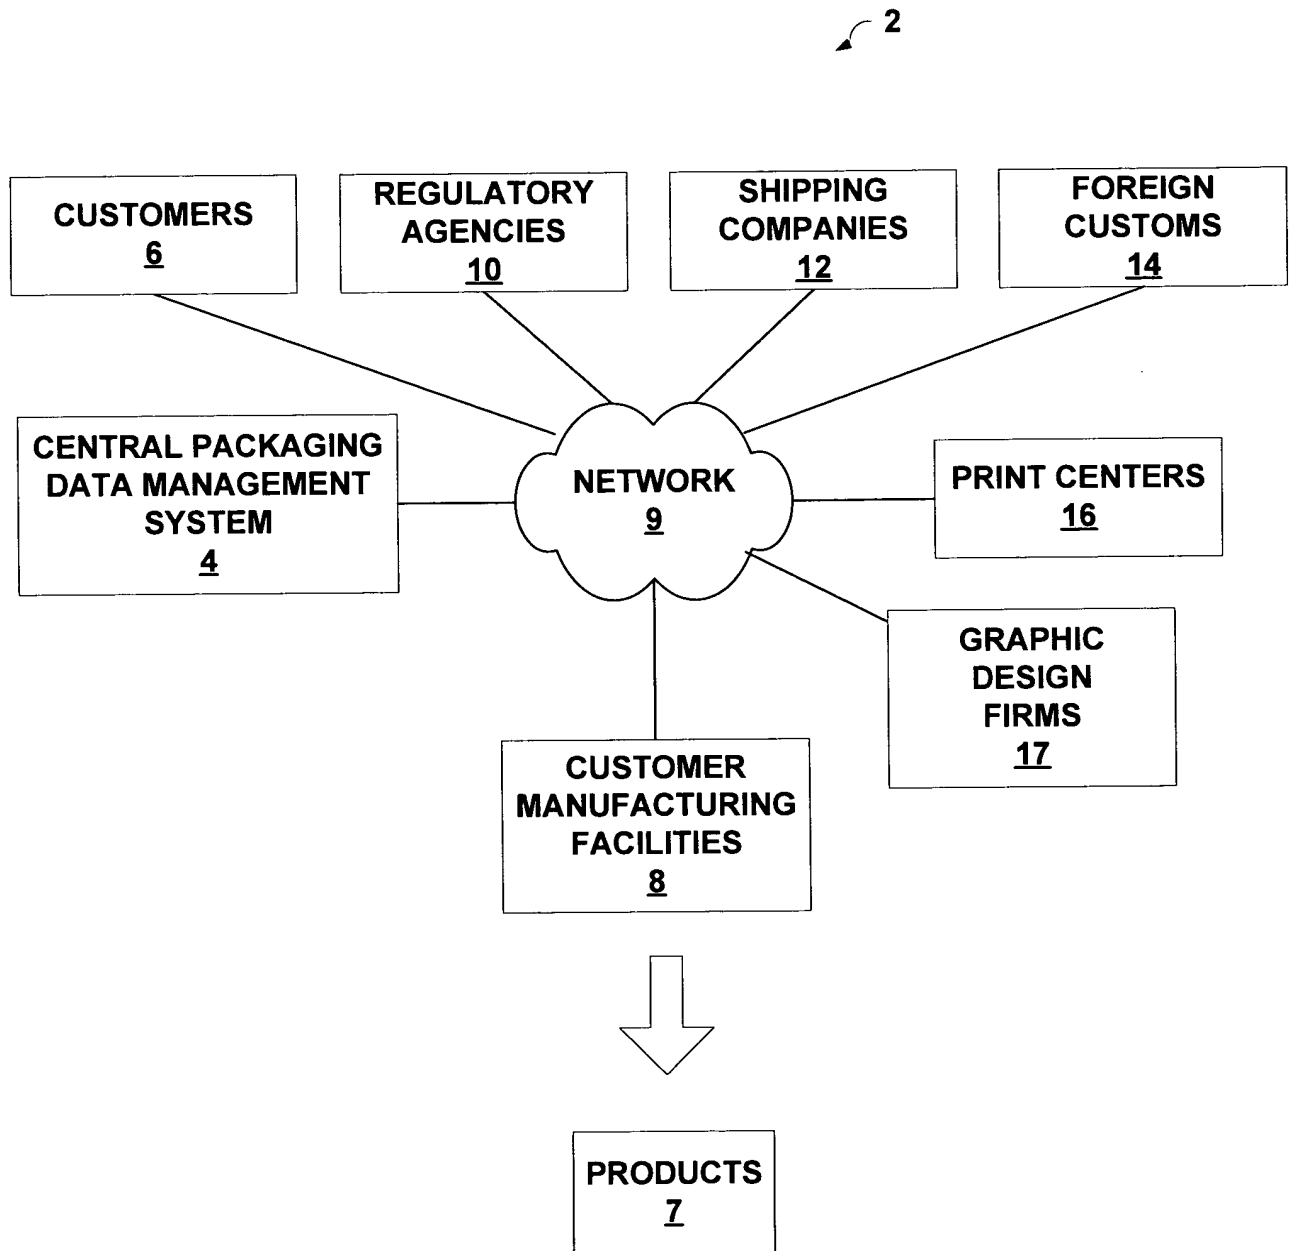 2
CUSTOMERS
6
REGULATORY
AGENCIES
10
SHIPPING
COMPANIES
12
FOREIGN
CUSTOMS
14
CENTRAL PACKAGING
DATA MANAGEMENT
SYSTEM
4
NETWORK
9
PRINT CENTERS
16
GRAPHIC
DESIGN
FIRMS
17
CUSTOMER
MANUFACTURING
FACILITIES
8
PRODUCTS
7